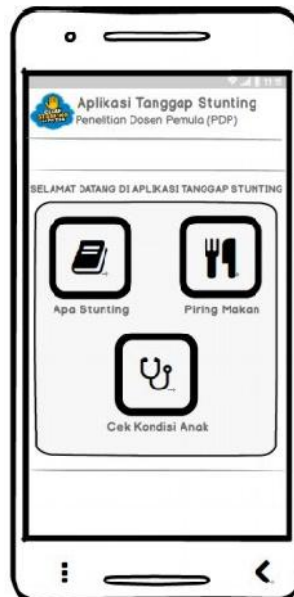 Aplikasi Tanggap Stunting
Penelitian Dosen Pemula (PDP)
SELAMAT DATANG DI APLIKASI TANGGAP STUNTING
Apa Stunting
Piring Makan
Cek Kondisi Anak